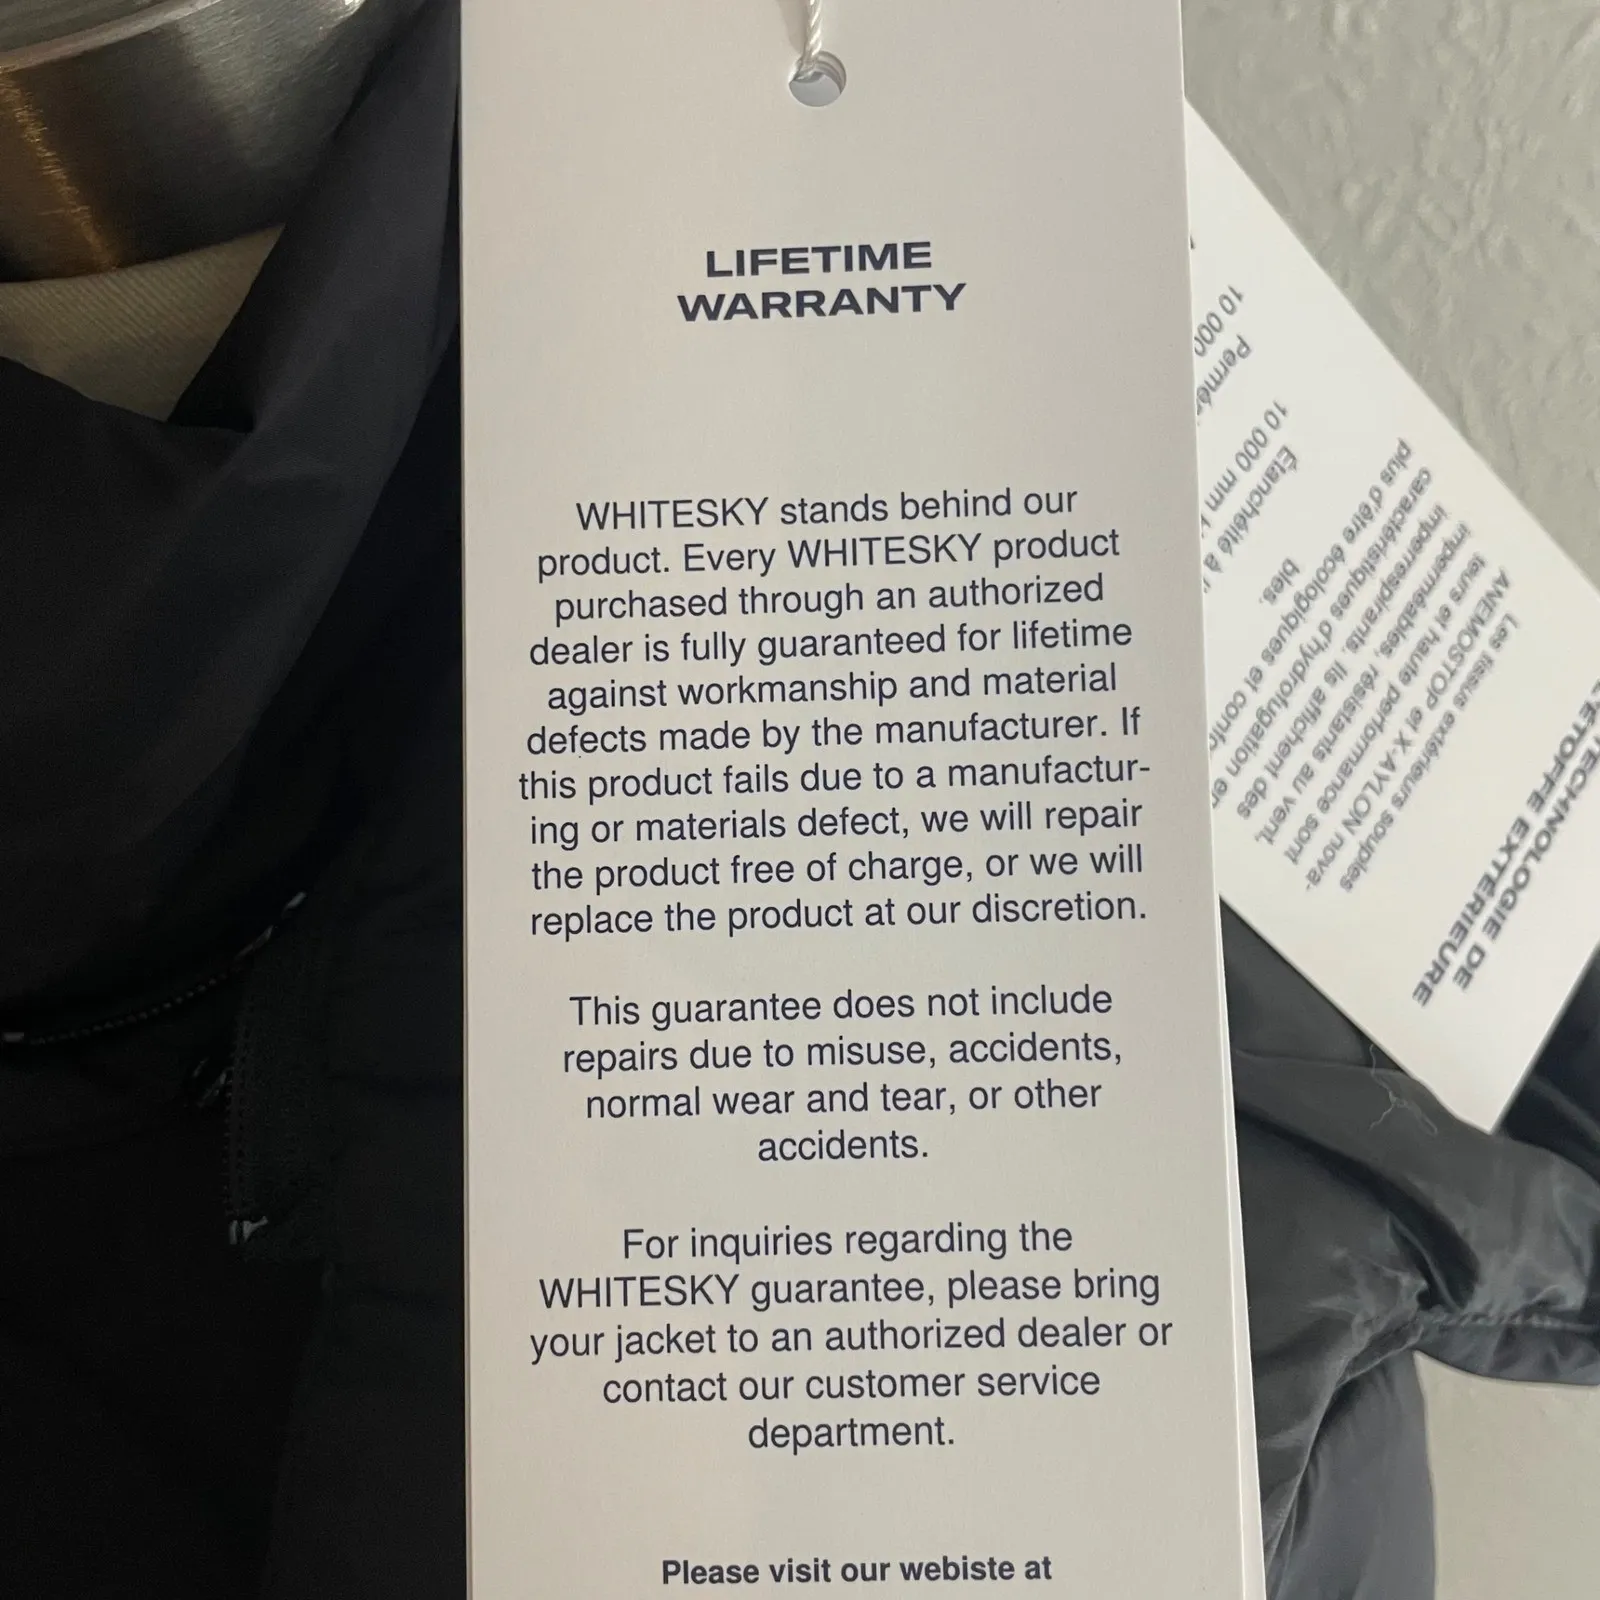 LIFETIME
WARRANTY
WHITESKY stands behind our
product. Every WHITESKY product
purchased through an authorized
dealer is fully guaranteed for lifetime
against workmanship and material
defects made by the manufacturer. If
this product fails due to a manufactur-
ing or materials defect, we will repair
the product free of charge, or we will
replace the product at our discretion.
This guarantee does not include
repairs due to misuse, accidents,
normal wear and tear, or other
accidents.
For inquiries regarding the
WHITESKY guarantee, please bring
your jacket to an authorized dealer or
contact our customer service
department.
Please visit our webiste at
TECHNOLOGIE DE
L'ÉTOFFE EXTÉRIEURE
Les tissus extérieurs souples
ANEMOSTOP et X-AYLON nova-
teurs et haute performance sont
imperméables, résistants au vent,
imperrespirants. Ils affichent des
caractéristiques d'hydrofugation en
plus d'être écologiques et
bles.
Étanchéité à
10 000 mm
10 000